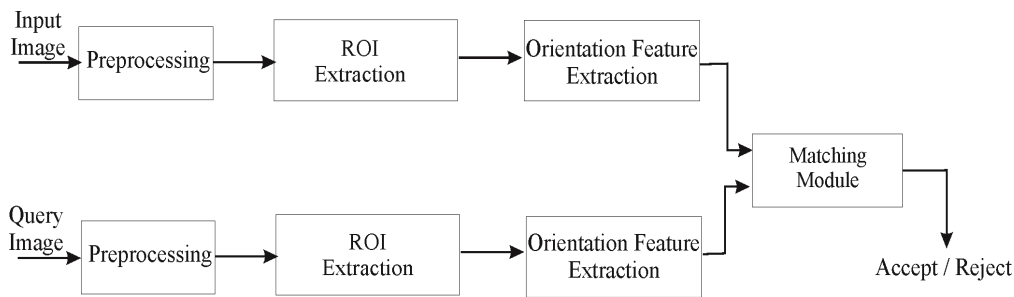 Input
Image
Preprocessing
ROI
Extraction
Orientation Feature
Extraction
Matching
Module
Query
Image
Preprocessing
ROI
Extraction
Orientation Feature
Extraction
Accept / Reject